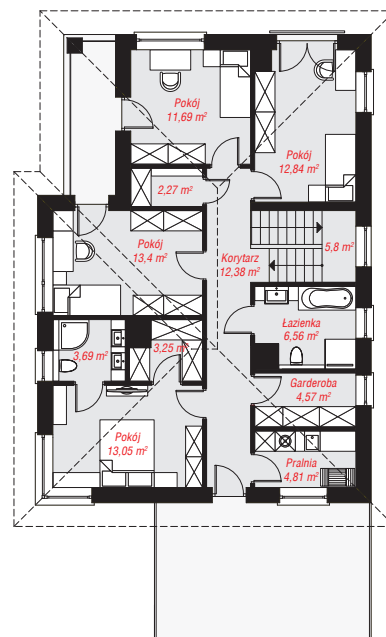 Pokój
11,69 m²
Pokój
12,84 m²
2,27 m²
Pokój
13,4 m²
Korytarz
12,38 m²
5,8 m²
Łazienka
6,56 m²
3,69 m²
3,25 m²
Garderoba
4,57 m²
Pokój
13,05 m²
Pralnia
4,81 m²